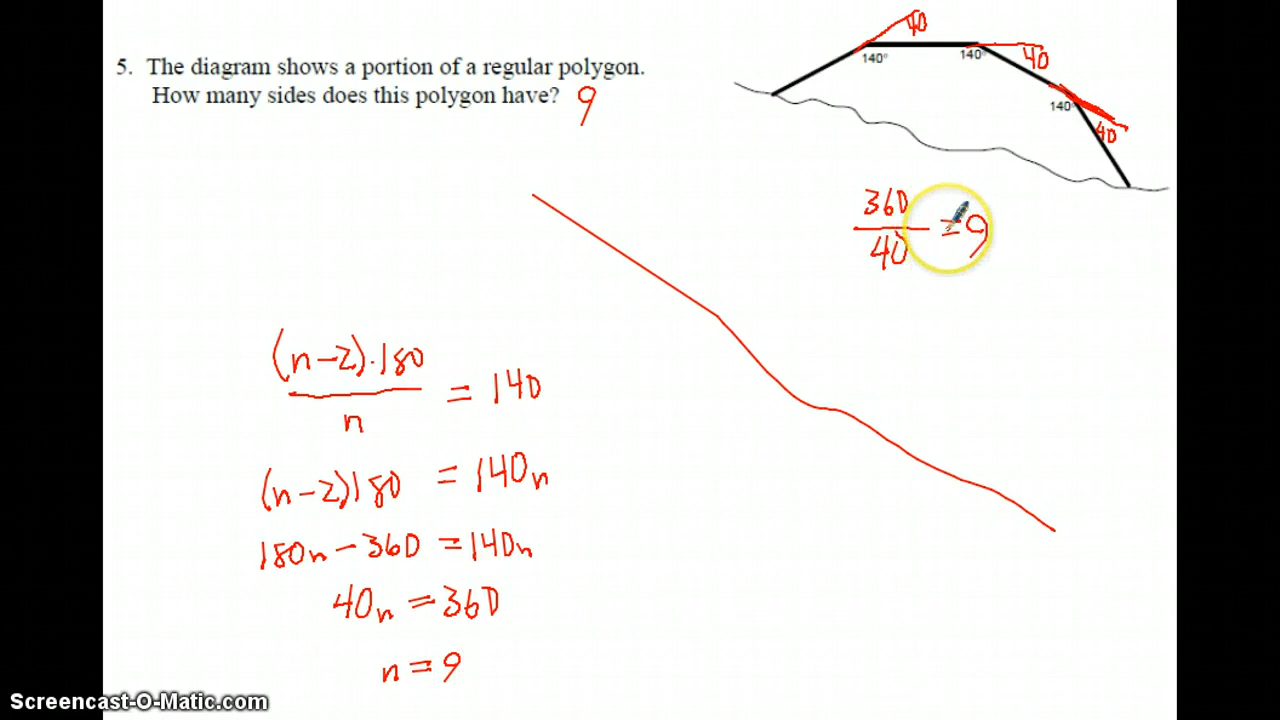 5. The diagram shows a portion of a regular polygon.
How many sides does this polygon have? 9
40
140°
140°
40
140°
40
360
40
=9
(n-2)·180
n
= 140
(n-2)180 = 140n
180n - 360 = 140n
40n = 360
n = 9
Screencast-O-Matic.com